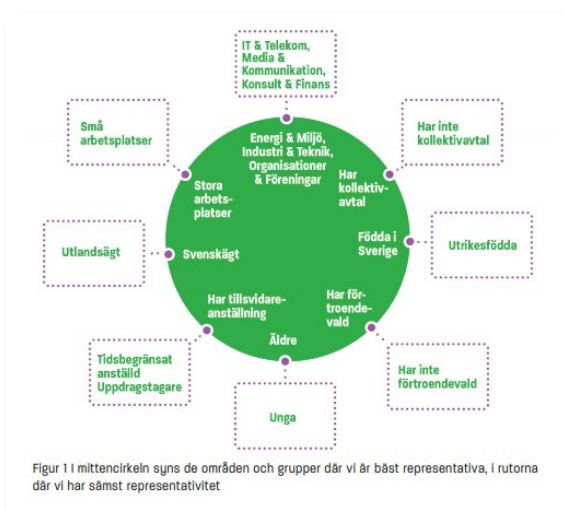 IT & Telekom,
Media &
Kommunikation,
Konsult & Finans
Små
arbetsplatser
Energi & Miljö,
Industri & Teknik,
Organisationer
& Föreningar
Har inte
kollektivavtal
Stora
arbets-
platser
Har
kollektiv-
avtal
Utlandsägt
Svenskägt
Födda i
Sverige
Utrikesfödda
Har tillsvidare-
anställning
Har för-
troende-
vald
Äldre
Tidsbegränsat
anställd
Uppdragstagare
Har inte
förtroendevald
Unga
Figur 1 I mittencirkeln syns de områden och grupper där vi är bäst representativa, i rutorna
där vi har sämst representativitet